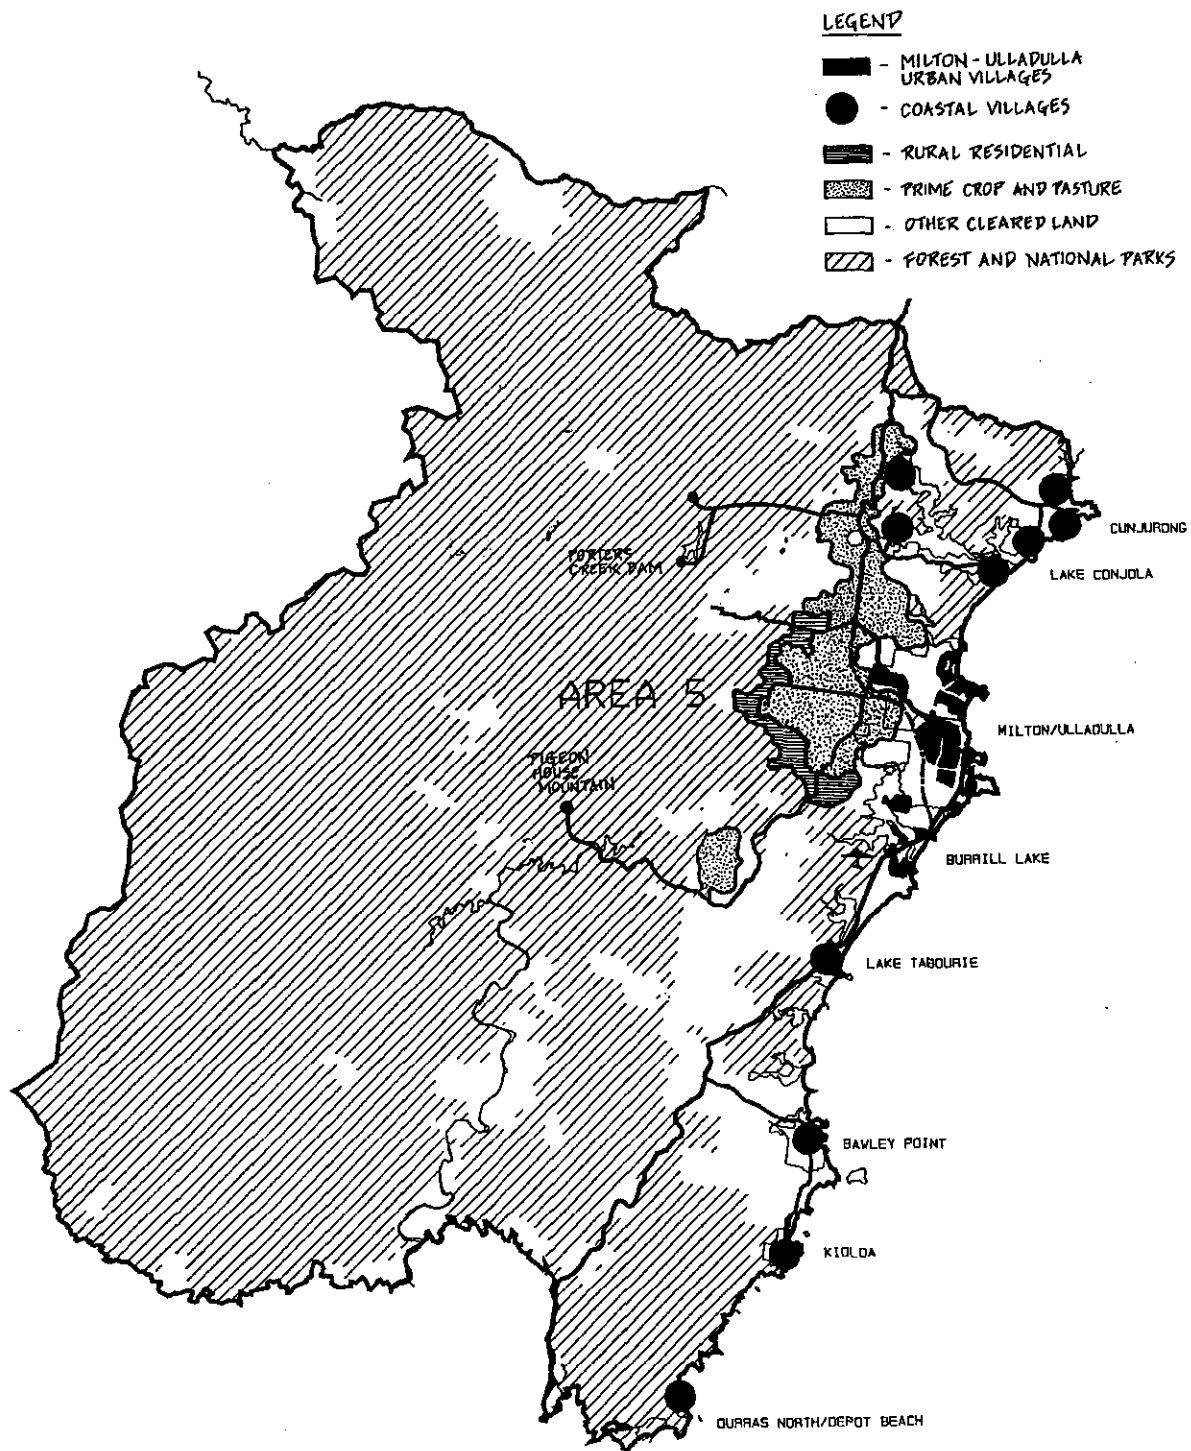 LEGEND
- MILTON-ULLADULLA
URBAN VILLAGES
- COASTAL VILLAGES
- RURAL RESIDENTIAL
- PRIME CROP AND PASTURE
- OTHER CLEARED LAND
- FOREST AND NATIONAL PARKS
CUNJURONG
PORTERS
CREEK DAM
LAKE CONJOLA
AREA 5
MILTON/ULLADULLA
PIGEON
HOUSE
MOUNTAIN
BURRILL LAKE
LAKE TABOURIE
BAWLEY POINT
KIOLOA
DURRAS NORTH/DEPOT BEACH